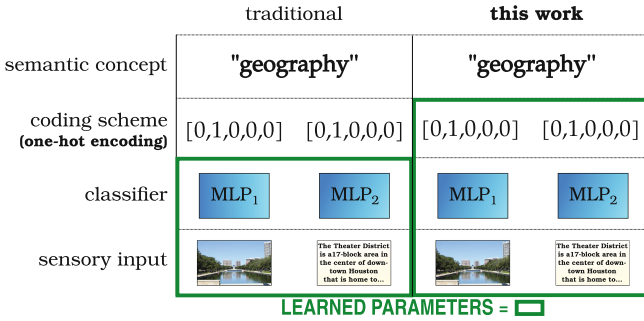 traditional this work
semantic concept "geography" "geography"
coding scheme [0,1,0,0,0] [0,1,0,0,0] [0,1,0,0,0] [0,1,0,0,0]
(one-hot encoding)
classifier MLP1 MLP2 MLP1 MLP2
sensory input
The Theater District
is a17-block area in
the center of down-
town Houston
that is home to...
The Theater District
is a17-block area in
the center of down-
town Houston
that is home to...
LEARNED PARAMETERS =